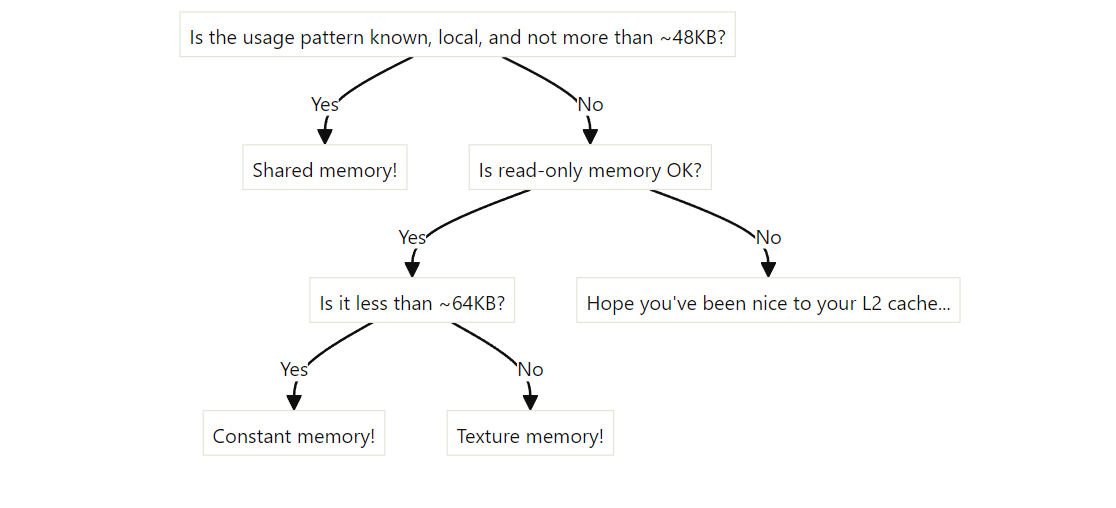 Is the usage pattern known, local, and not more than ~48KB?
Yes
No
Shared memory!
Is read-only memory OK?
Yes
No
Is it less than ~64KB?
Hope you've been nice to your L2 cache...
Yes
No
Constant memory!
Texture memory!